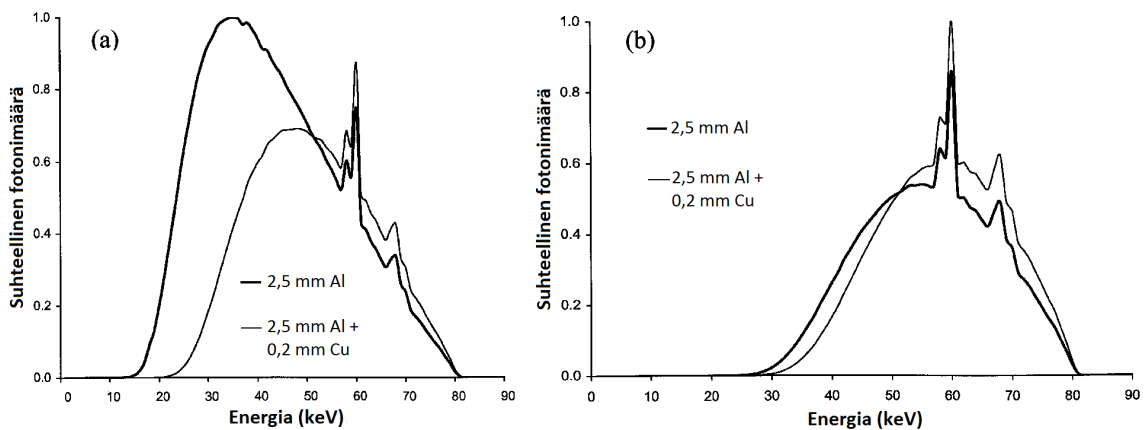 (a)
Suhteellinen fotonimäärä
1.0
0.8
0.6
0.4
0.2
0.0
2,5 mm Al
2,5 mm Al +
0,2 mm Cu
0 10 20 30 40 50 60 70 80 90
Energia (keV)
(b)
Suhteellinen fotonimäärä
1.0
0.8
0.6
0.4
0.2
0.0
2,5 mm Al
2,5 mm Al +
0,2 mm Cu
0 10 20 30 40 50 60 70 80 90
Energia (keV)